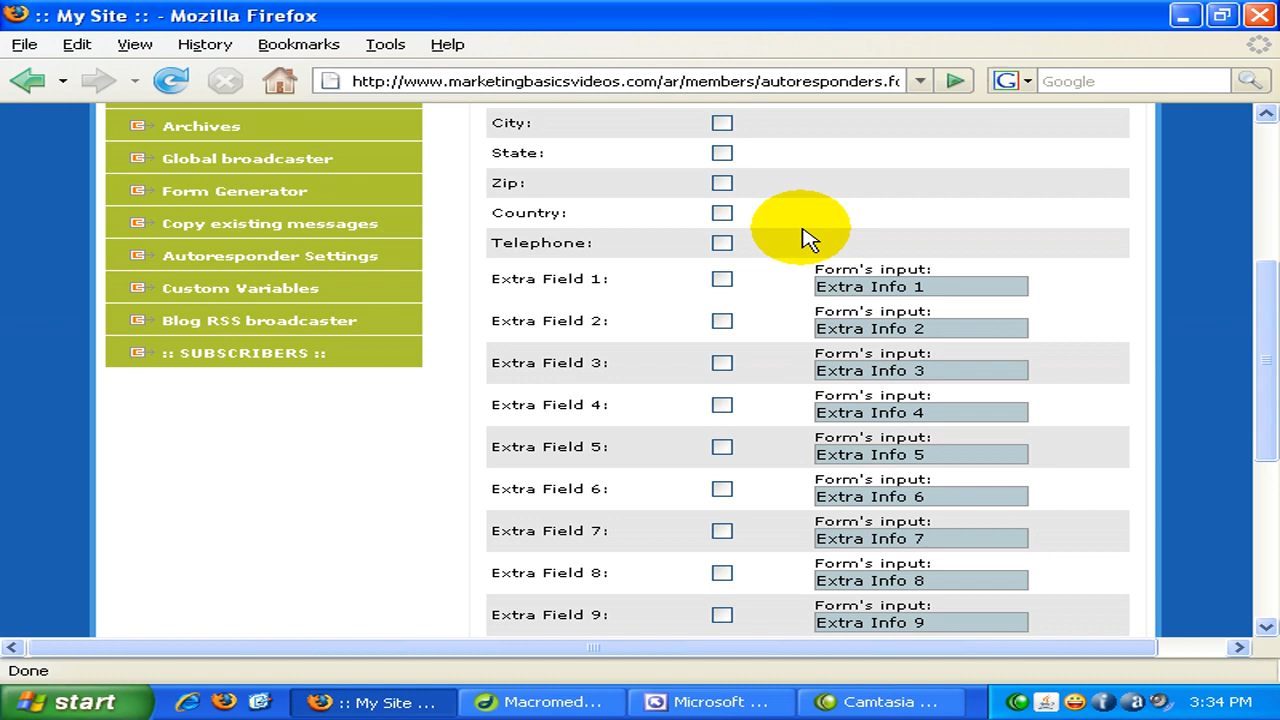 :: My Site :: - Mozilla Firefox
File Edit View History Bookmarks Tools Help
http://www.marketingbasicsvideos.com/ar/members/autoresponders.fo
G Google
Archives
Global broadcaster
Form Generator
Copy existing messages
Autoresponder Settings
Custom Variables
Blog RSS broadcaster
:: SUBSCRIBERS ::
City:
State:
Zip:
Country:
Telephone:
Extra Field 1: Form's input:
Extra Info 1
Extra Field 2: Form's input:
Extra Info 2
Extra Field 3: Form's input:
Extra Info 3
Extra Field 4: Form's input:
Extra Info 4
Extra Field 5: Form's input:
Extra Info 5
Extra Field 6: Form's input:
Extra Info 6
Extra Field 7: Form's input:
Extra Info 7
Extra Field 8: Form's input:
Extra Info 8
Extra Field 9: Form's input:
Extra Info 9
Done
start :: My Site ... Macromed... Microsoft ... Camtasia ... 3:34 PM